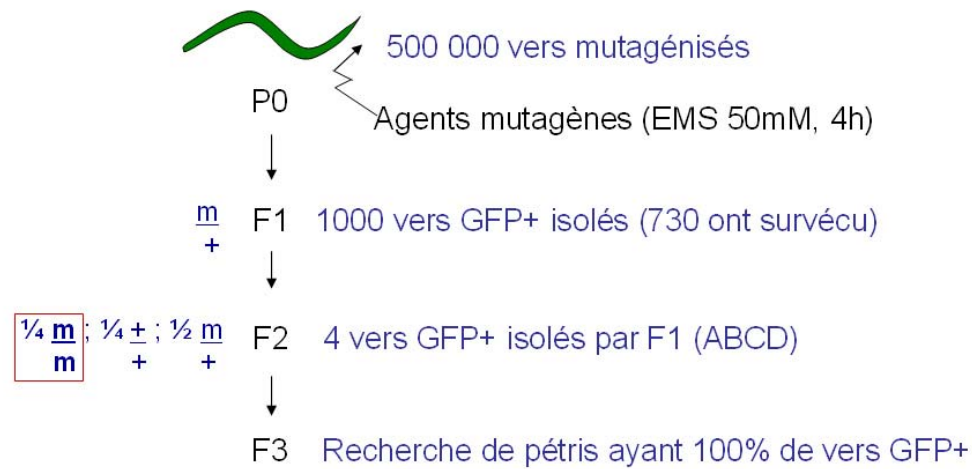 500 000 vers mutagénisés
P0
Agents mutagènes (EMS 50mM, 4h)
m
+
F1 1000 vers GFP+ isolés (730 ont survécu)
¼ m ; ¼ + ; ½ m
m + +
F2 4 vers GFP+ isolés par F1 (ABCD)
F3 Recherche de pétris ayant 100% de vers GFP+